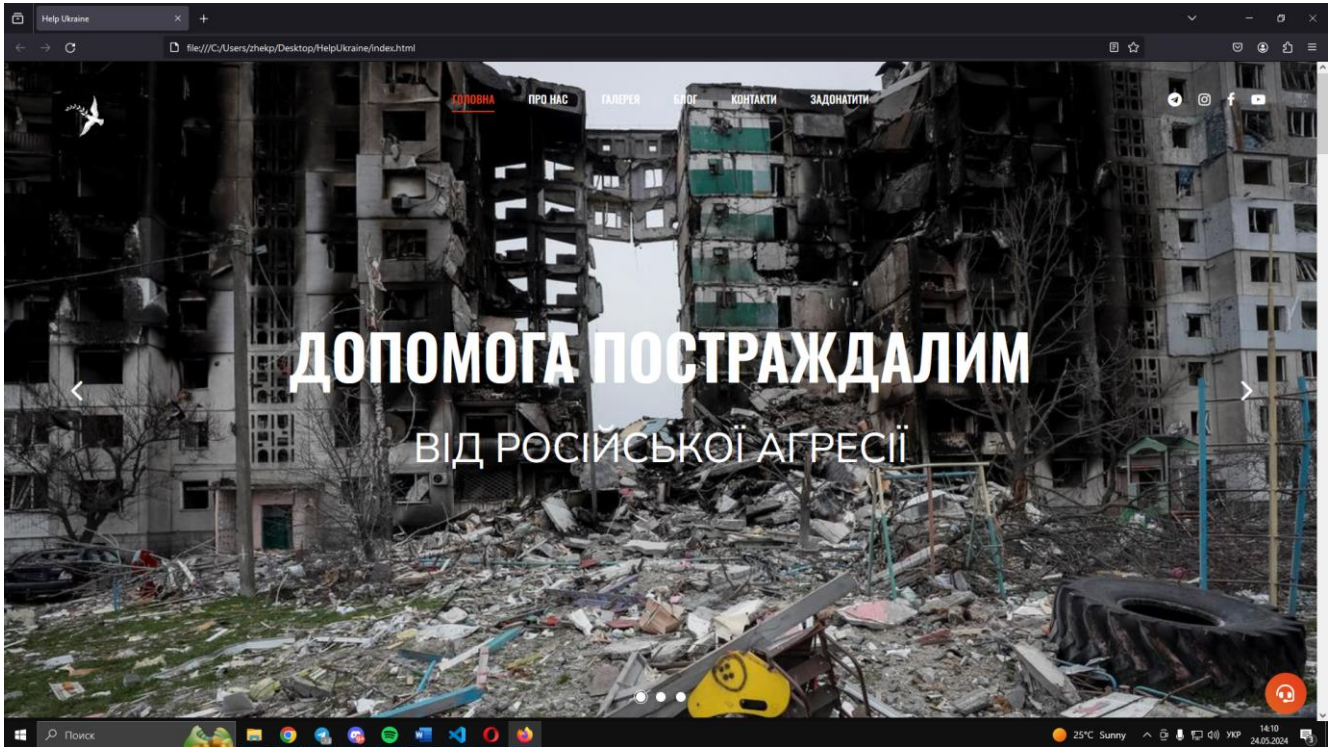 Help Ukraine
file:///C:/Users/zhekp/Desktop/HelpUkraine/index.html
ГОЛОВНА ПРО НАС ГАЛЕРЕЯ БЛОГ КОНТАКТИ ЗАДОНАТИТИ
ДОПОМОГА ПОСТРАЖДАЛИМ
ВІД РОСІЙСЬКОЇ АГРЕСІЇ
Поиск
25°C Sunny
УКР
14:10
24.05.2024